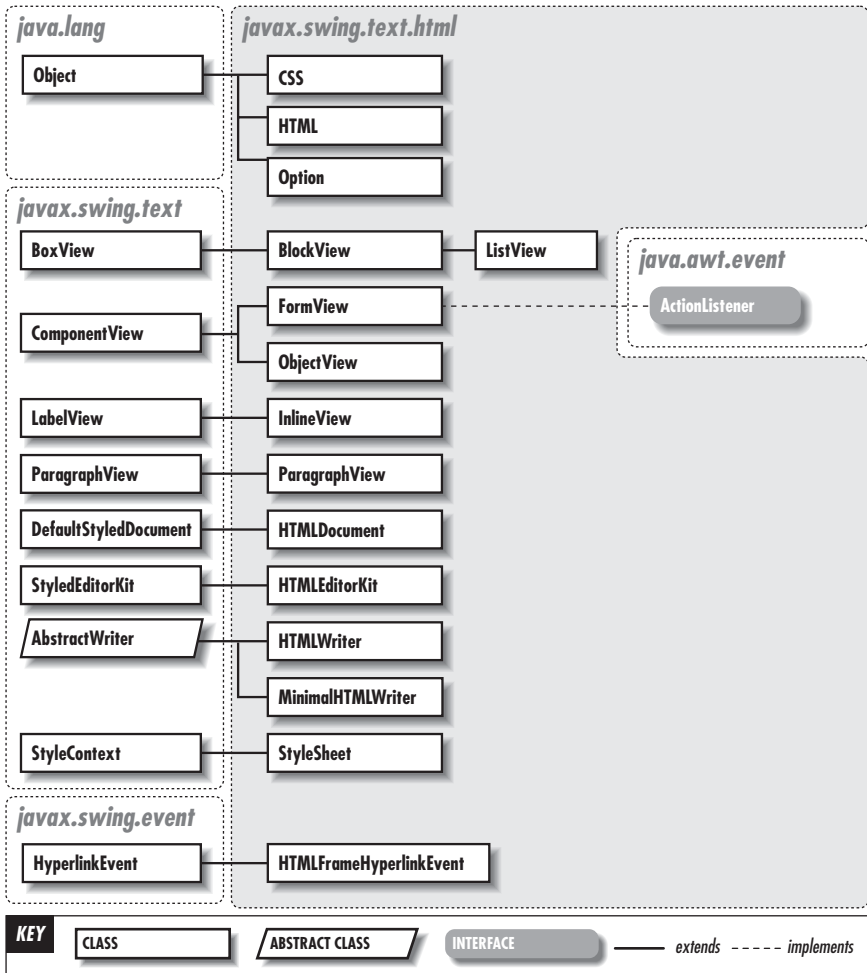 java.lang
javax.swing.text.html
Object
CSS
HTML
Option
javax.swing.text
BoxView
BlockView
ListView
java.awt.event
ActionListener
FormView
ComponentView
ObjectView
LabelView
InlineView
ParagraphView
ParagraphView
DefaultStyledDocument
HTMLDocument
StyledEditorKit
HTMLEditorKit
AbstractWriter
HTMLWriter
MinimalHTMLWriter
StyleContext
StyleSheet
javax.swing.event
HyperlinkEvent
HTMLFrameHyperlinkEvent
KEY
CLASS
ABSTRACT CLASS
INTERFACE
extends
implements